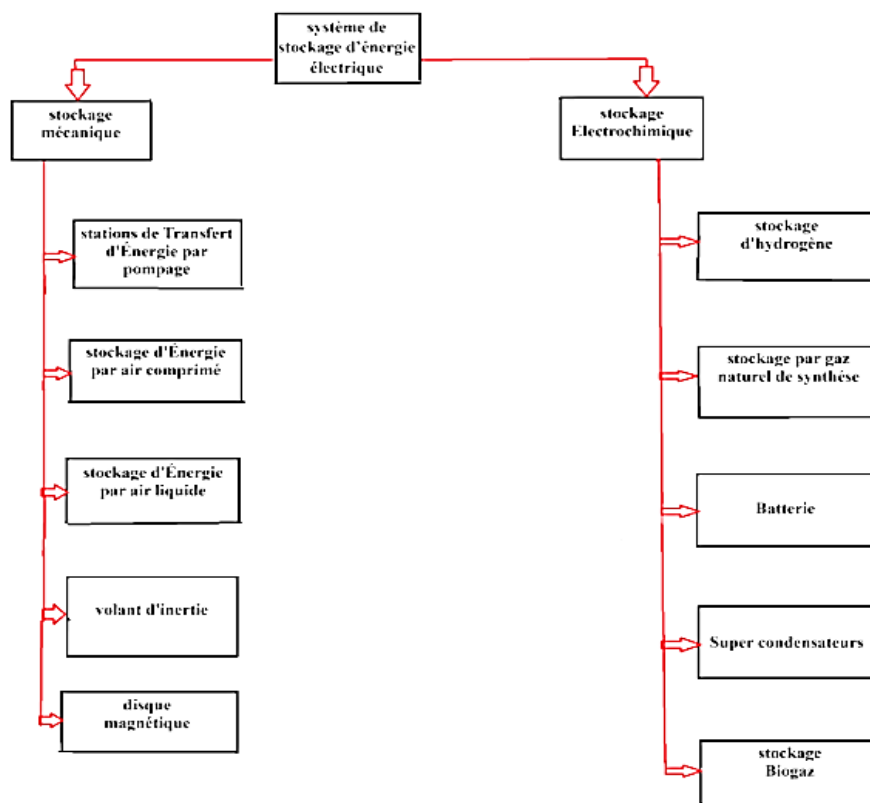 système de
stockage d'énergie
électrique
stockage
mécanique
stockage
Electrochimique
stations de Transfert
d'Énergie par
pompage
stockage d'Énergie
par air comprimé
stockage d'Énergie
par air liquide
volant d'inertie
disque
magnétique
stockage
d'hydrogène
stockage par gaz
naturel de synthése
Batterie
Super condensateurs
stockage
Biogaz